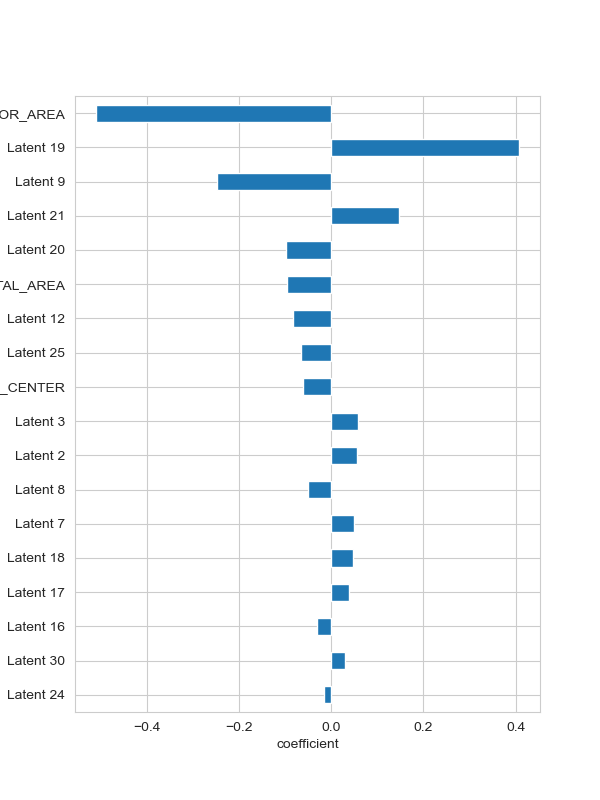 OR_AREA
Latent 19
Latent 9
Latent 21
Latent 20
TAL_AREA
Latent 12
Latent 25
_CENTER
Latent 3
Latent 2
Latent 8
Latent 7
Latent 18
Latent 17
Latent 16
Latent 30
Latent 24
−0.4 −0.2 0.0 0.2 0.4
coefficient